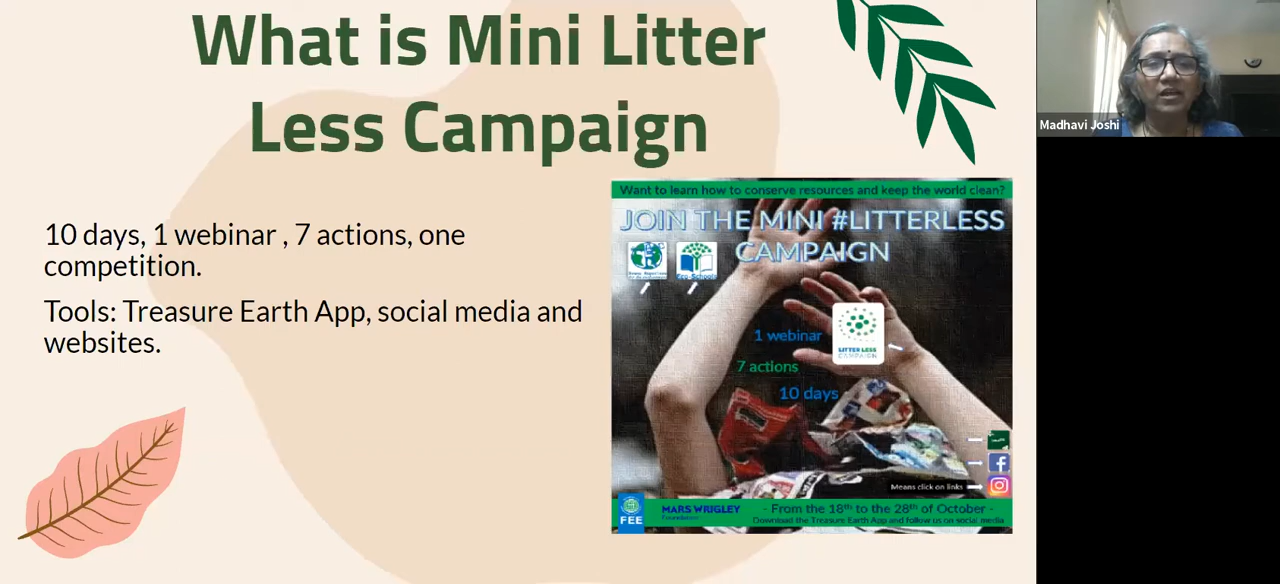 What is Mini Litter
Less Campaign
10 days, 1 webinar , 7 actions, one
competition.
Tools: Treasure Earth App, social media and
websites.
Want to learn how to conserve resources and keep the world clean?
JOIN THE MINI #LITTERLESS
CAMPAIGN
Eco-Schools
1 webinar
LITTER LESS
CAMPAIGN
7 actions
10 days
Means click on links
FEE
MARS WRIGLEY
Foundation
- From the 18th to the 28th of October -
Download the Treasure Earth App and follow us on social media
Madhavi Joshi